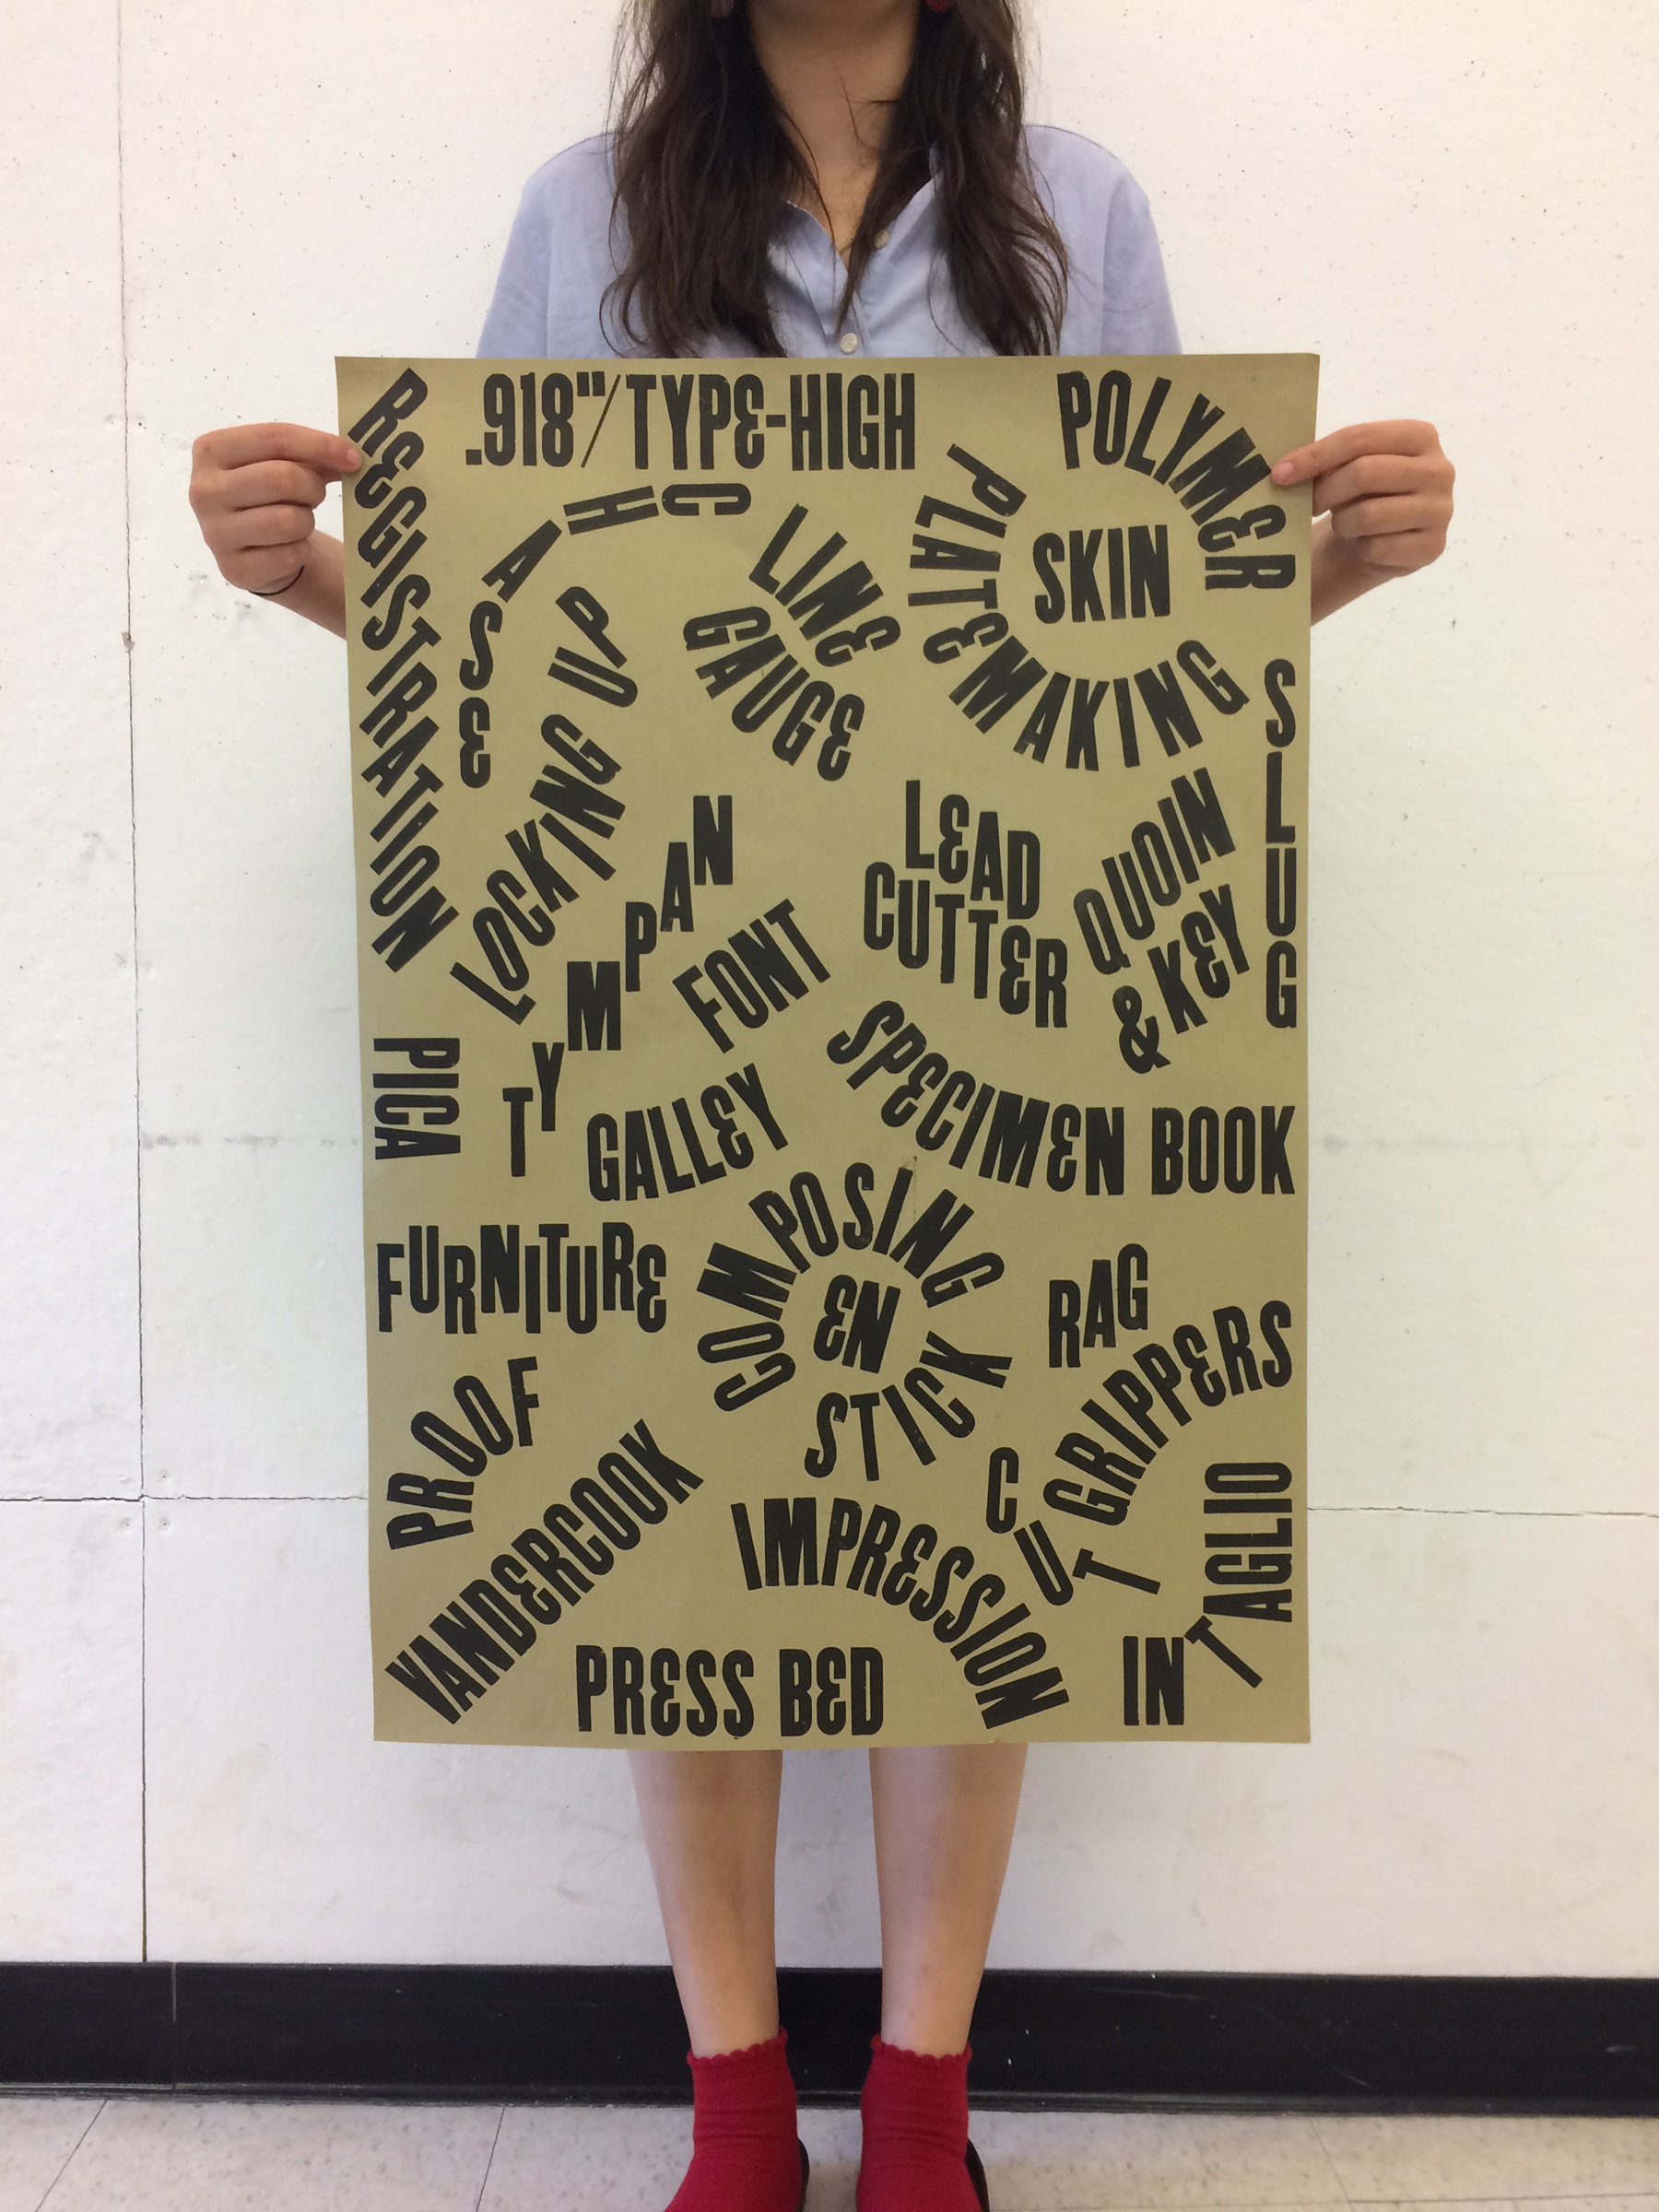 .918"/TYPE-HIGH
POLYMER
PLATEMAKING
SKIN
REGISTRATION
CHASE
LINE
GAUGE
LOCKING UP
SLUG
TYMPAN
LEAD
CUTTER
QUOIN
& KEY
FONT
PICA
GALLEY
SPECIMEN BOOK
FURNITURE
COMPOSING
STICK
EN
RAG
GRIPPERS
PROOF
VANDERCOOK
CUT
IMPRESSION
INTAGLIO
PRESS BED